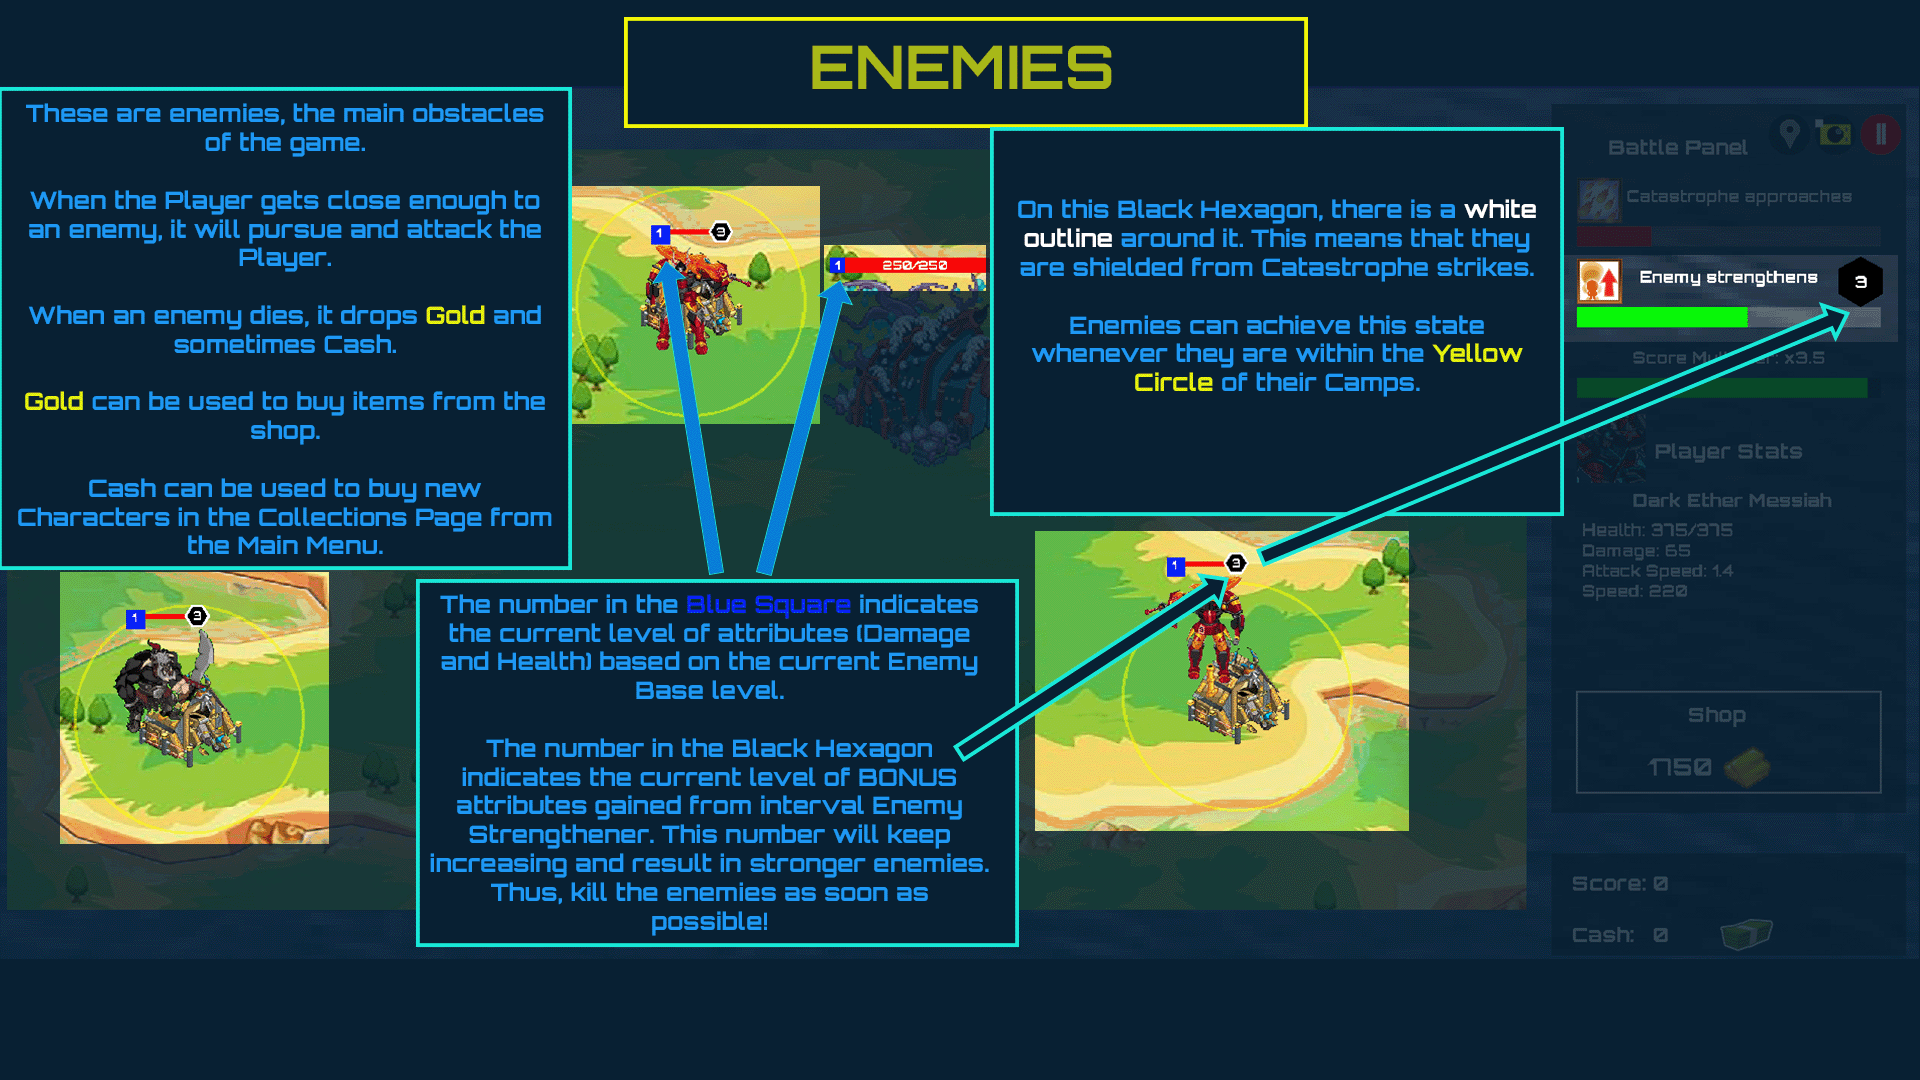 ENEMIES
These are enemies, the main obstacles
of the game.
When the Player gets close enough to
an enemy, it will pursue and attack the
Player.
When an enemy dies, it drops Gold and
sometimes Cash.
Gold can be used to buy items from the
shop.
Cash can be used to buy new
Characters in the Collections Page from
the Main Menu.
1
3
1
250/250
On this Black Hexagon, there is a white
outline around it. This means that they
are shielded from Catastrophe strikes.
Enemies can achieve this state
whenever they are within the Yellow
Circle of their Camps.
1
3
The number in the Blue Square indicates
the current level of attributes (Damage
and Health) based on the current Enemy
Base level.
The number in the Black Hexagon
indicates the current level of BONUS
attributes gained from interval Enemy
Strengthener. This number will keep
increasing and result in stronger enemies.
Thus, kill the enemies as soon as
possible!
1
3
Battle Panel
Catastrophe approaches
Enemy strengthens
3
Score : x3.5
Player Stats
Dark Ether Messiah
Health: 375/375
Damage: 65
Attack Speed: 1.4
Speed: 220
Shop
1750
Score: 0
Cash: 0